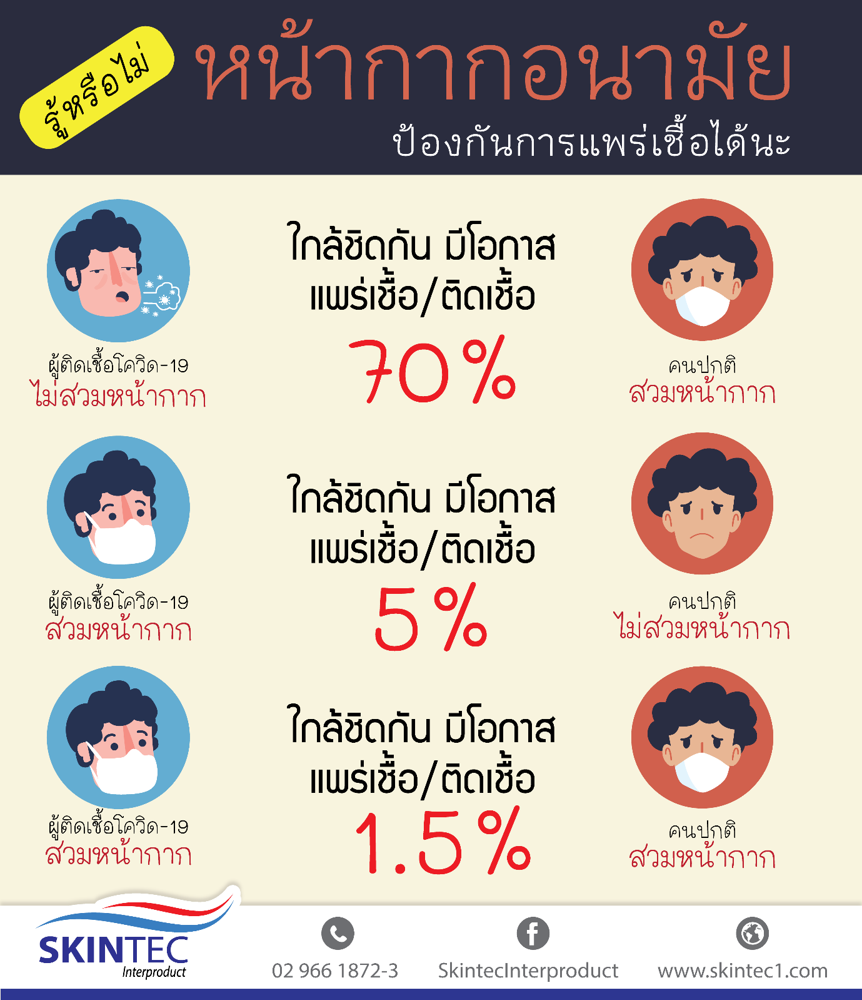 รู้หรือไม่
หน้ากากอนามัย
ป้องกันการแพร่เชื้อได้นะ
ใกล้ชิดกัน มีโอกาส
แพร่เชื้อ/ติดเชื้อ
70%
ผู้ติดเชื้อโควิด-19
ไม่สวมหน้ากาก
คนปกติ
สวมหน้ากาก
ใกล้ชิดกัน มีโอกาส
แพร่เชื้อ/ติดเชื้อ
5%
ผู้ติดเชื้อโควิด-19
สวมหน้ากาก
คนปกติ
ไม่สวมหน้ากาก
ใกล้ชิดกัน มีโอกาส
แพร่เชื้อ/ติดเชื้อ
1.5%
ผู้ติดเชื้อโควิด-19
สวมหน้ากาก
คนปกติ
สวมหน้ากาก
SKINTEC
Interproduct
02 966 1872-3
SkintecInterproduct
www.skintec1.com